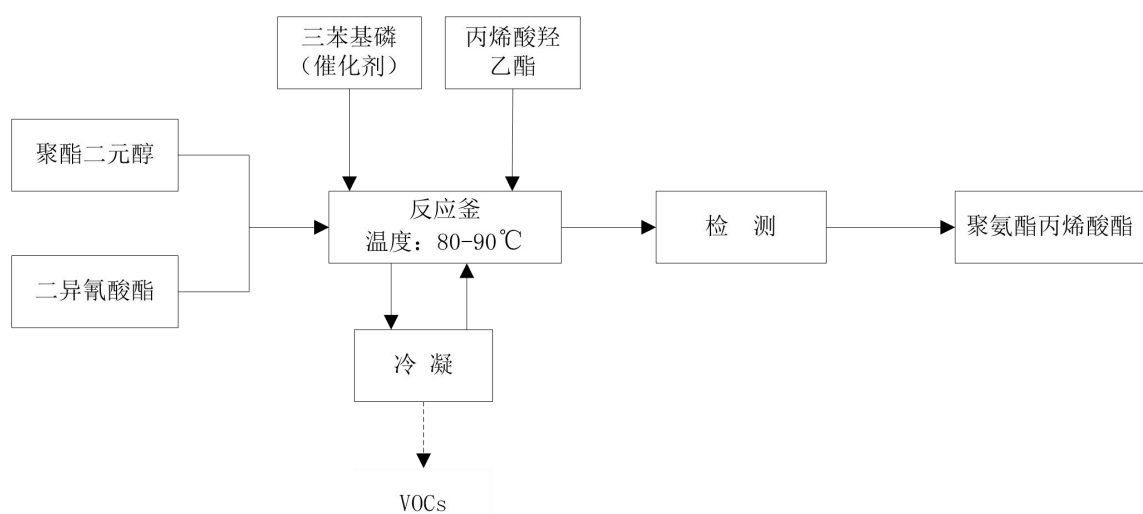 三苯基磷
（催化剂）
丙烯酸羟
乙酯
聚酯二元醇
二异氰酸酯
反应釜
温度：80-90℃
检 测
聚氨酯丙烯酸酯
冷 凝
VOCs